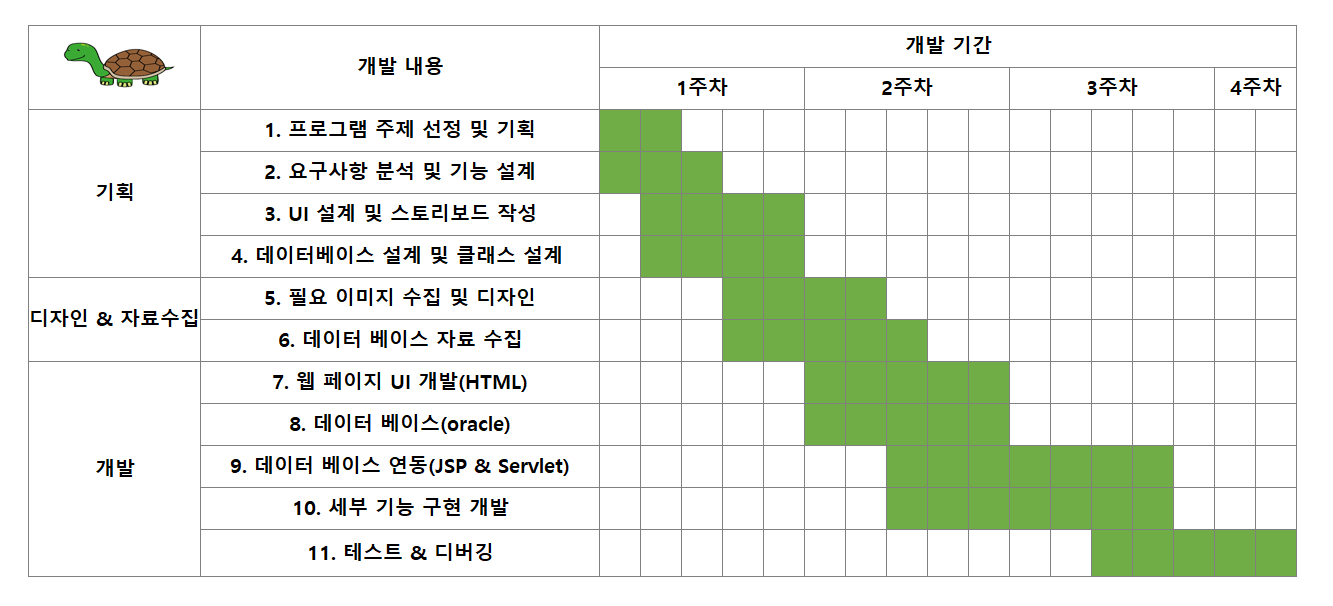 개발 내용
개발 기간
1주차
2주차
3주차
4주차
기획
1. 프로그램 주제 선정 및 기획
2. 요구사항 분석 및 기능 설계
3. UI 설계 및 스토리보드 작성
4. 데이터베이스 설계 및 클래스 설계
디자인 & 자료수집
5. 필요 이미지 수집 및 디자인
6. 데이터 베이스 자료 수집
개발
7. 웹 페이지 UI 개발(HTML)
8. 데이터 베이스(oracle)
9. 데이터 베이스 연동(JSP & Servlet)
10. 세부 기능 구현 개발
11. 테스트 & 디버깅